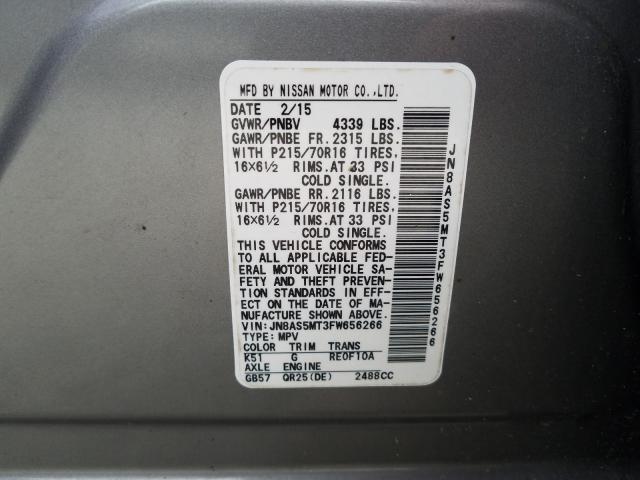 MFD BY NISSAN MOTOR CO.,LTD.
DATE 2/15
GVWR/PNBV 4339 LBS.
GAWR/PNBE FR. 2315 LBS.
WITH P215/70R16 TIRES.
16×6½ RIMS.AT 33 PSI
COLD SINGLE.
GAWR/PNBE RR. 2116 LBS.
WITH P215/70R16 TIRES.
16×6½ RIMS.AT 33 PSI
COLD SINGLE.
THIS VEHICLE CONFORMS
TO ALL APPLICABLE FED-
ERAL MOTOR VEHICLE SA-
FETY AND THEFT PREVEN-
TION STANDARDS IN EFF-
ECT ON THE DATE OF MA-
NUFACTURE SHOWN ABOVE.
VIN:JN8AS5MT3FW656266
TYPE:MPV
COLOR TRIM TRANS
K51 G RE0F10A
AXLE ENGINE
GB57 QR25(DE) 2488CC
JN8AS5MT3FW656266